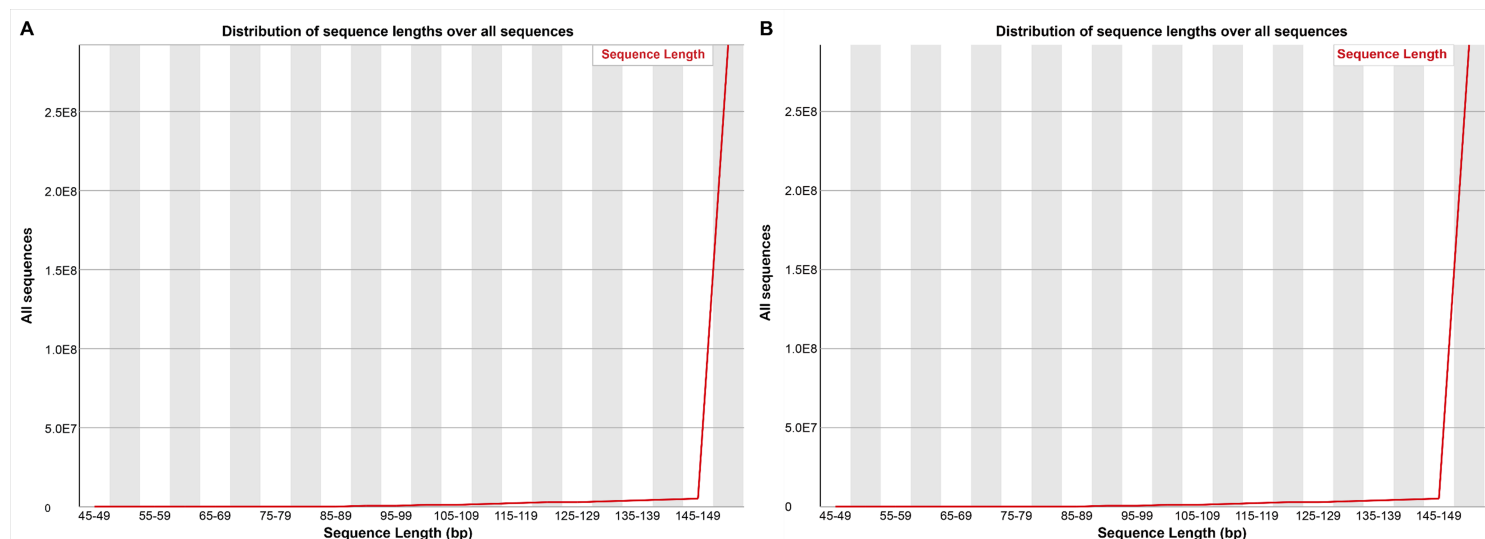 A
Distribution of sequence lengths over all sequences
Sequence Length
2.5E8
2.0E8
1.5E8
1.0E8
5.0E7
0
All sequences
45-49 55-59 65-69 75-79 85-89 95-99 105-109 115-119 125-129 135-139 145-149
Sequence Length (bp)
B
Distribution of sequence lengths over all sequences
Sequence Length
2.5E8
2.0E8
1.5E8
1.0E8
5.0E7
0
All sequences
45-49 55-59 65-69 75-79 85-89 95-99 105-109 115-119 125-129 135-139 145-149
Sequence Length (bp)